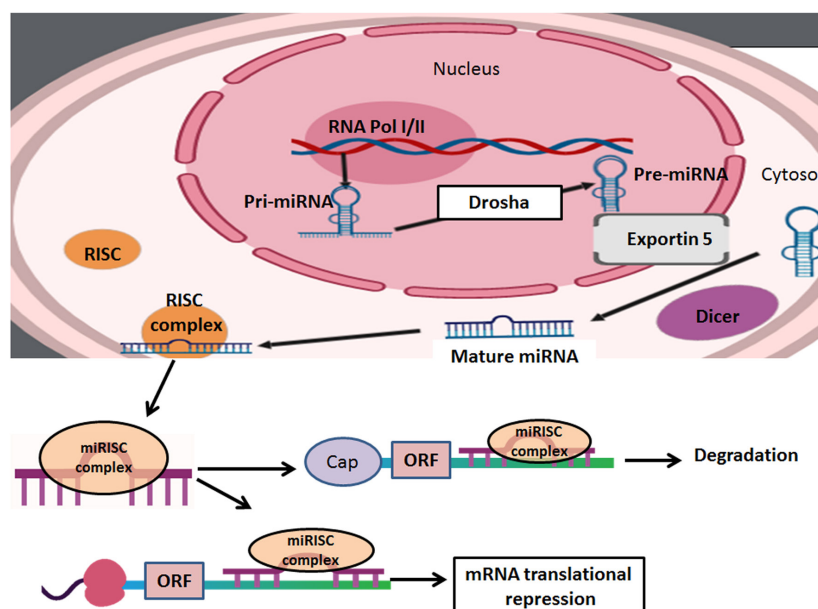 Nucleus
RNA Pol I/II
Pri-miRNA
Drosha
Pre-miRNA
Cytoso
Exportin 5
RISC
RISC
complex
Dicer
Mature miRNA
miRISC
complex
Cap
ORF
miRISC
complex
Degradation
ORF
miRISC
complex
mRNA translational
repression